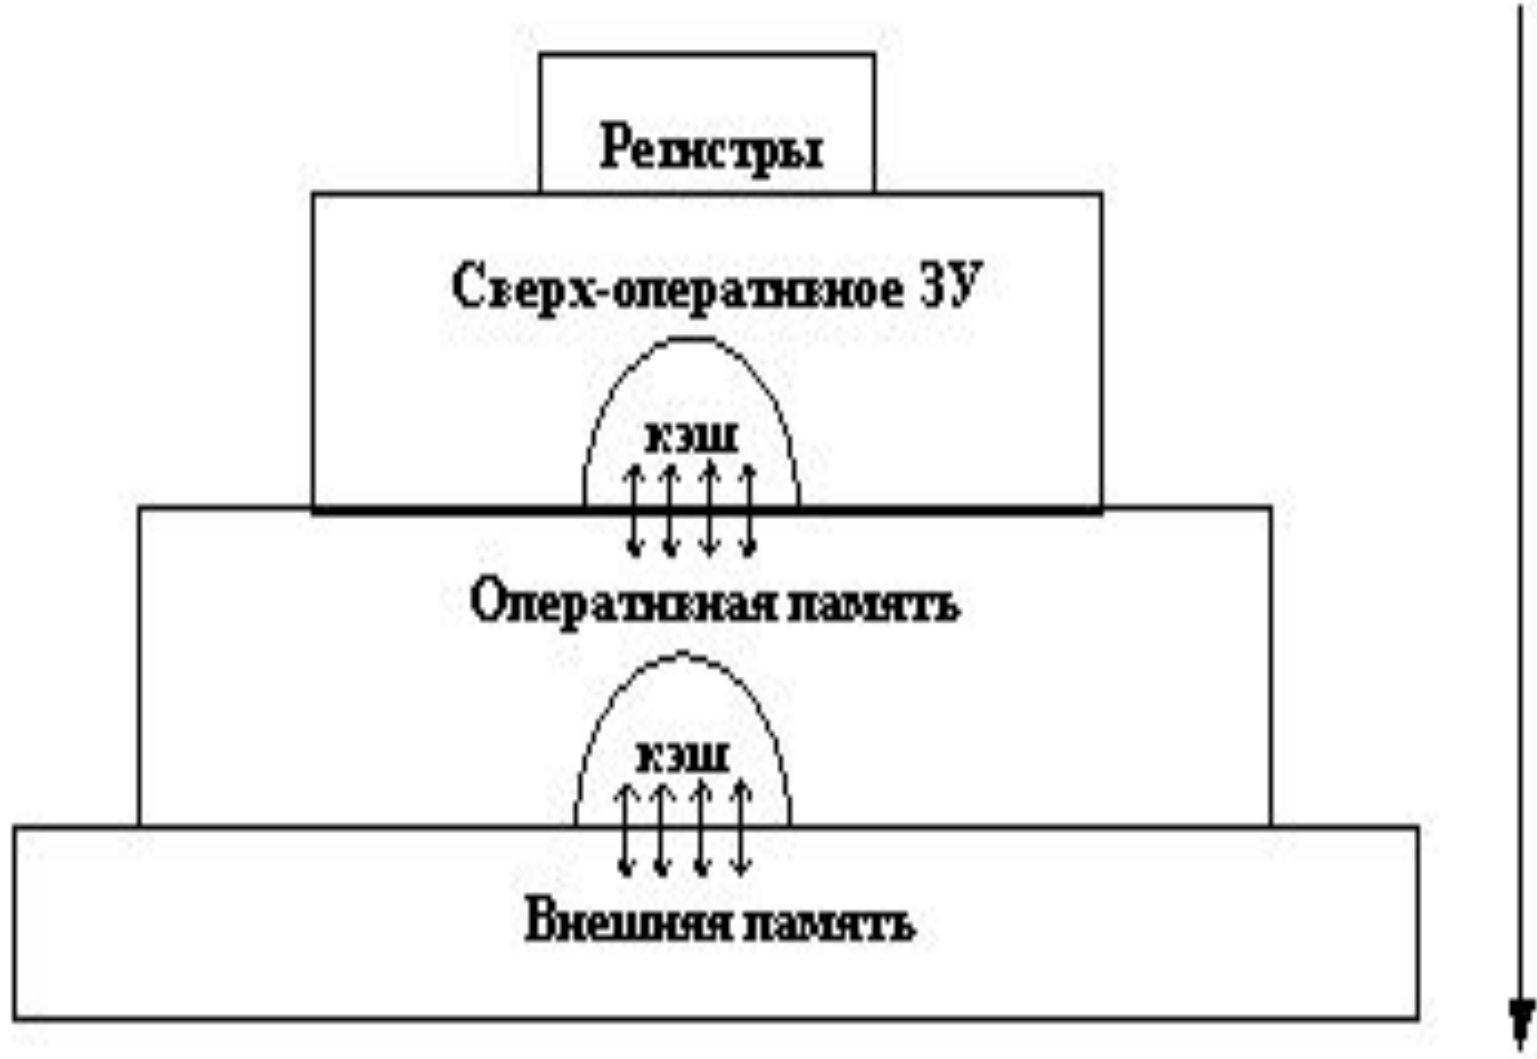 Регистры
Сверх-оперативное ЗУ
кэш
Оперативная память
кэш
Внешняя память